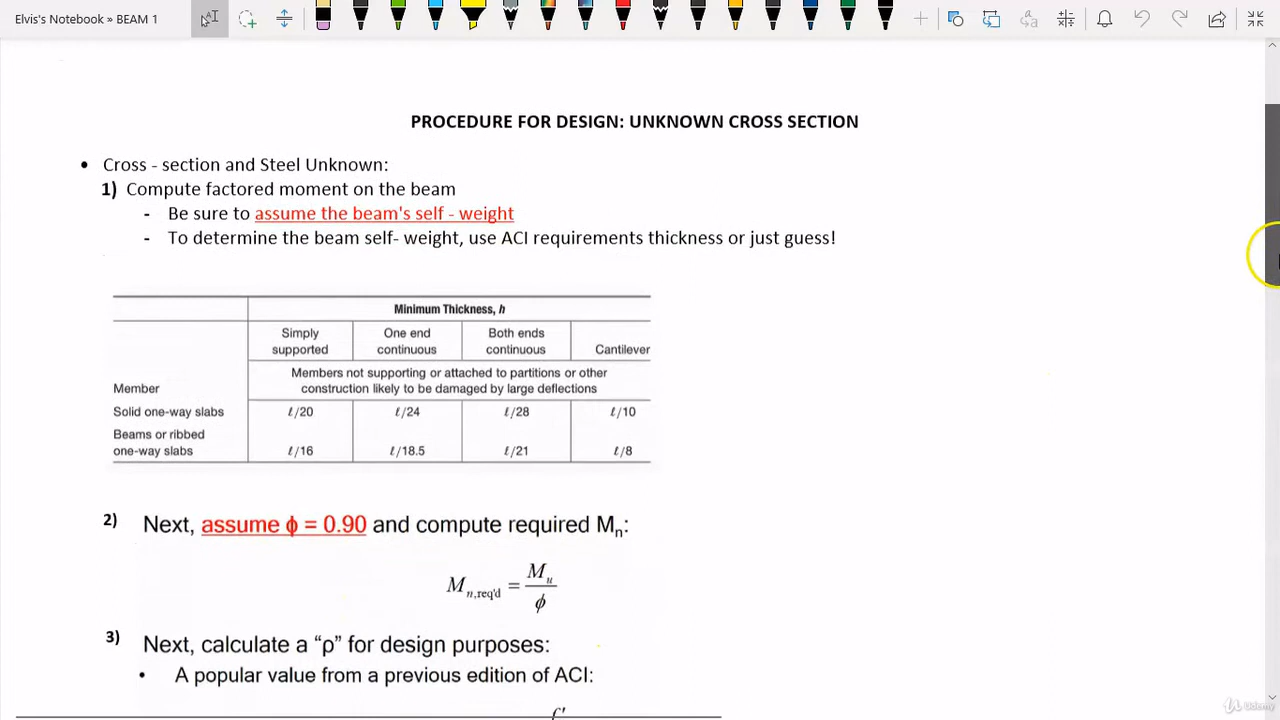 Elvis's Notebook » BEAM 1
PROCEDURE FOR DESIGN: UNKNOWN CROSS SECTION
• Cross - section and Steel Unknown:
1) Compute factored moment on the beam
- Be sure to assume the beam's self - weight
- To determine the beam self- weight, use ACI requirements thickness or just guess!
Minimum Thickness, h
Simply supported One end continuous Both ends continuous Cantilever
Member
Members not supporting or attached to partitions or other
construction likely to be damaged by large deflections
Solid one-way slabs ℓ/20 ℓ/24 ℓ/28 ℓ/10
Beams or ribbed
one-way slabs ℓ/16 ℓ/18.5 ℓ/21 ℓ/8
2) Next, assume ϕ = 0.90 and compute required Mn:
Mn,req'd = Mu / ϕ
3) Next, calculate a “ρ” for design purposes:
• A popular value from a previous edition of ACI:
Udemy